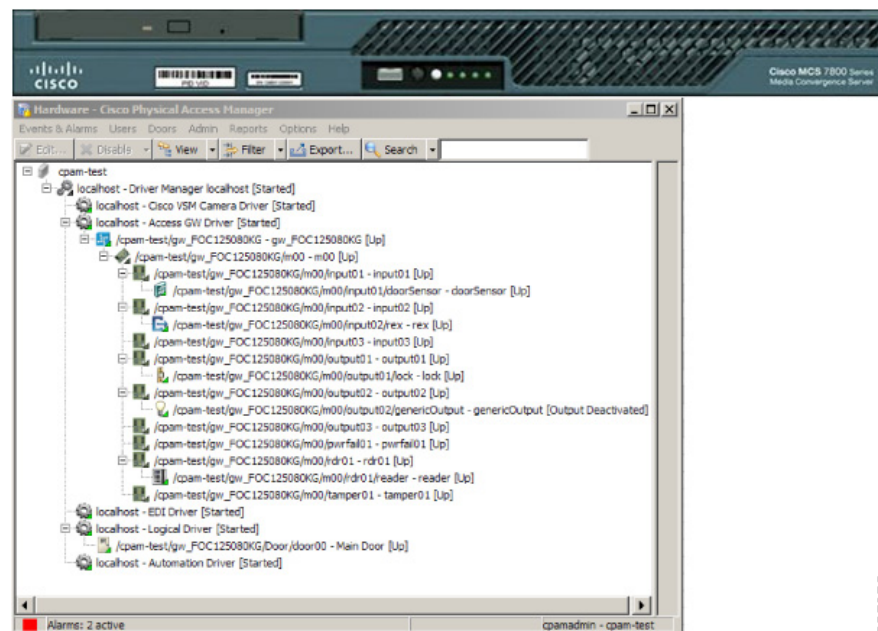 CISCO
PID VID
Cisco MCS 7800 Series
Media Convergence Server
Hardware - Cisco Physical Access Manager
Events & Alarms Users Doors Admin Reports Options Help
Edit... Disable View Filter Export... Search
cpam-test
localhost - Driver Manager localhost [Started]
localhost - Cisco VSM Camera Driver [Started]
localhost - Access GW Driver [Started]
/cpam-test/gw_FOC125080KG - gw_FOC125080KG [Up]
/cpam-test/gw_FOC125080KG/m00 - m00 [Up]
/cpam-test/gw_FOC125080KG/m00/input01 - input01 [Up]
/cpam-test/gw_FOC125080KG/m00/input01/doorSensor - doorSensor [Up]
/cpam-test/gw_FOC125080KG/m00/input02 - input02 [Up]
/cpam-test/gw_FOC125080KG/m00/input02/rex - rex [Up]
/cpam-test/gw_FOC125080KG/m00/input03 - input03 [Up]
/cpam-test/gw_FOC125080KG/m00/output01 - output01 [Up]
/cpam-test/gw_FOC125080KG/m00/output01/lock - lock [Up]
/cpam-test/gw_FOC125080KG/m00/output02 - output02 [Up]
/cpam-test/gw_FOC125080KG/m00/output02/genericOutput - genericOutput [Output Deactivated]
/cpam-test/gw_FOC125080KG/m00/output03 - output03 [Up]
/cpam-test/gw_FOC125080KG/m00/pwrfail01 - pwrfail01 [Up]
/cpam-test/gw_FOC125080KG/m00/rdr01 - rdr01 [Up]
/cpam-test/gw_FOC125080KG/m00/rdr01/reader - reader [Up]
/cpam-test/gw_FOC125080KG/m00/tamper01 - tamper01 [Up]
localhost - EDI Driver [Started]
localhost - Logical Driver [Started]
/cpam-test/gw_FOC125080KG/Door/door00 - Main Door [Up]
localhost - Automation Driver [Started]
Alarms: 2 active
cpamadmin - cpam-test